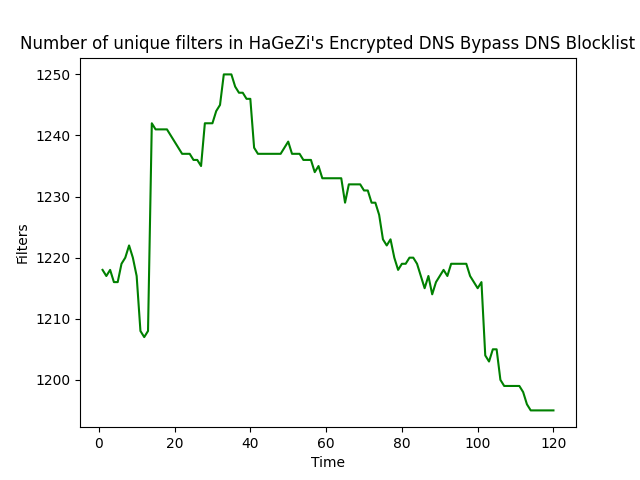 Number of unique filters in HaGeZi's Encrypted DNS Bypass DNS Blocklist
1250
1240
1230
1220
1210
1200
Filters
0 20 40 60 80 100 120
Time